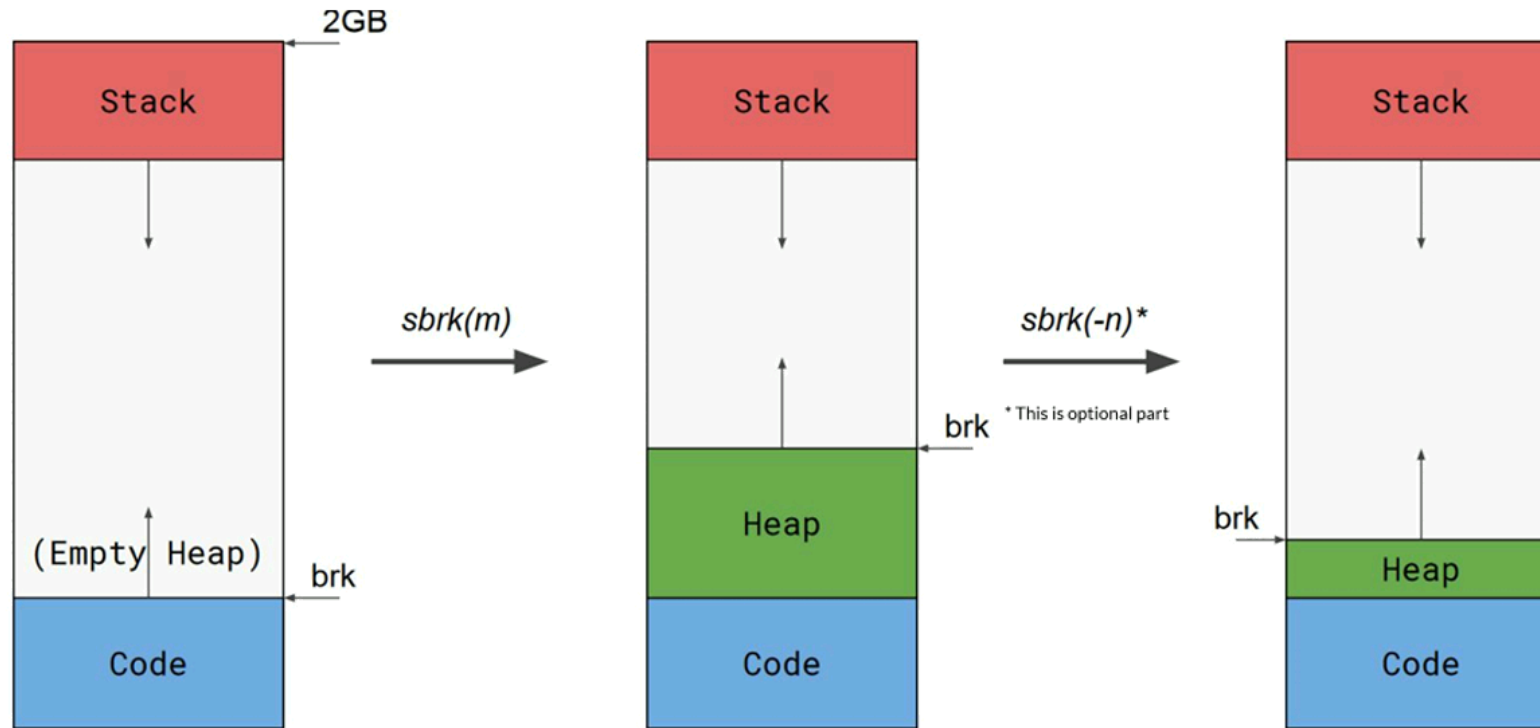 2GB
Stack
(Empty Heap)
brk
Code
sbrk(m)
Stack
brk
Heap
Code
sbrk(-n)*
* This is optional part
Stack
brk
Heap
Code